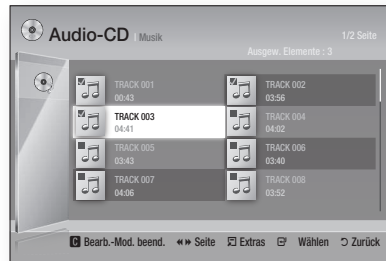 Audio-CD | Musik
1/2 Seite
Ausgew. Elemente : 3
TRACK 001
00:43
TRACK 002
03:56
TRACK 003
04:41
TRACK 004
04:02
TRACK 005
03:43
TRACK 006
03:40
TRACK 007
04:06
TRACK 008
03:52
C Bearb.-Mod. beend. Seite Extras Wählen Zurück